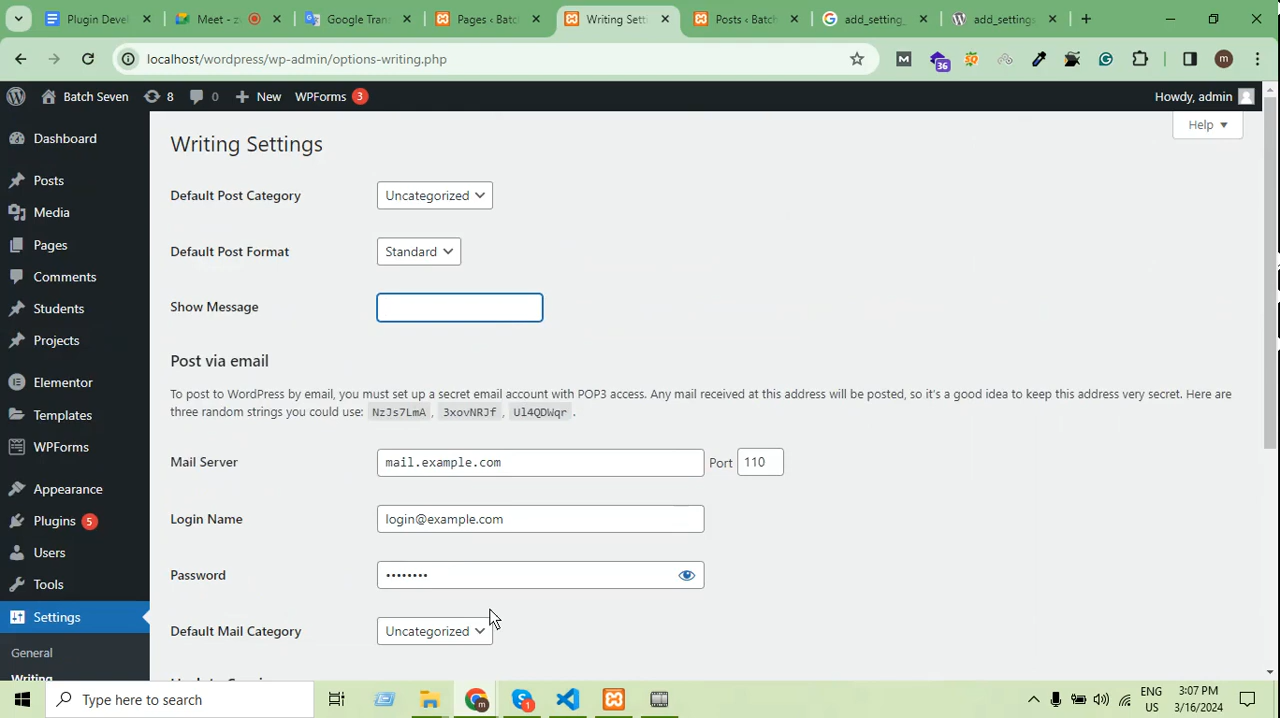 Plugin Devel
Meet - z
Google Tran
Pages ‹ Batc
Writing Sett
Posts ‹ Batch
add_setting_
add_settings
localhost/wordpress/wp-admin/options-writing.php
36
m
Batch Seven
8
0
New
WPForms 3
Howdy, admin
Help
Dashboard
Posts
Media
Pages
Comments
Students
Projects
Elementor
Templates
WPForms
Appearance
Plugins 5
Users
Tools
Settings
General
Writing
Writing Settings
Default Post Category
Uncategorized
Default Post Format
Standard
Show Message
Post via email
To post to WordPress by email, you must set up a secret email account with POP3 access. Any mail received at this address will be posted, so it's a good idea to keep this address very secret. Here are
three random strings you could use: NzJs7LmA , 3xovNRJf , Ul4QDWqr .
Mail Server
mail.example.com
Port 110
Login Name
login@example.com
Password
Default Mail Category
Uncategorized
Type here to search
ENG
US
3:07 PM
3/16/2024